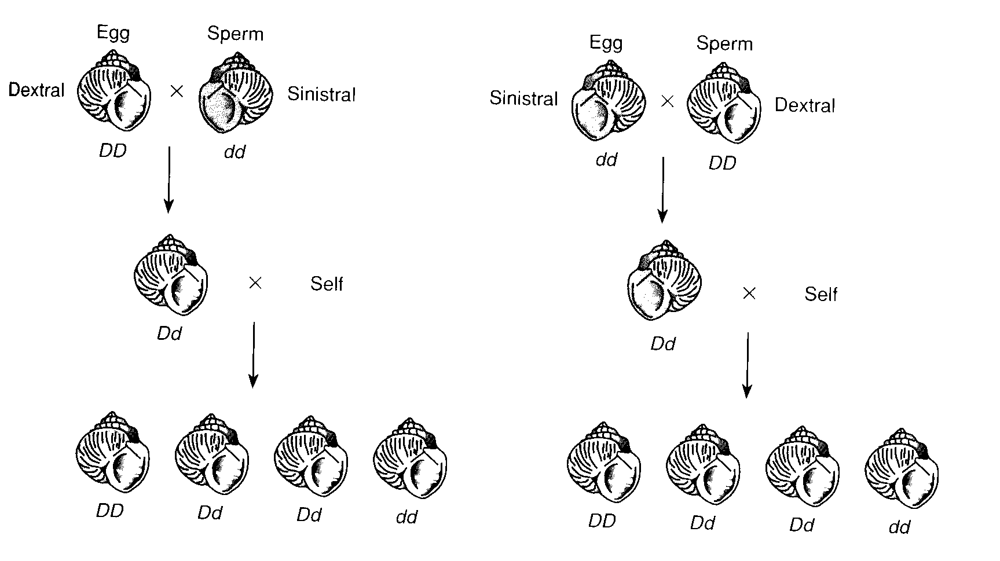 Egg Sperm
Dextral × Sinistral
DD dd
Dd × Self
DD Dd Dd dd
Egg Sperm
Sinistral × Dextral
dd DD
Dd × Self
DD Dd Dd dd